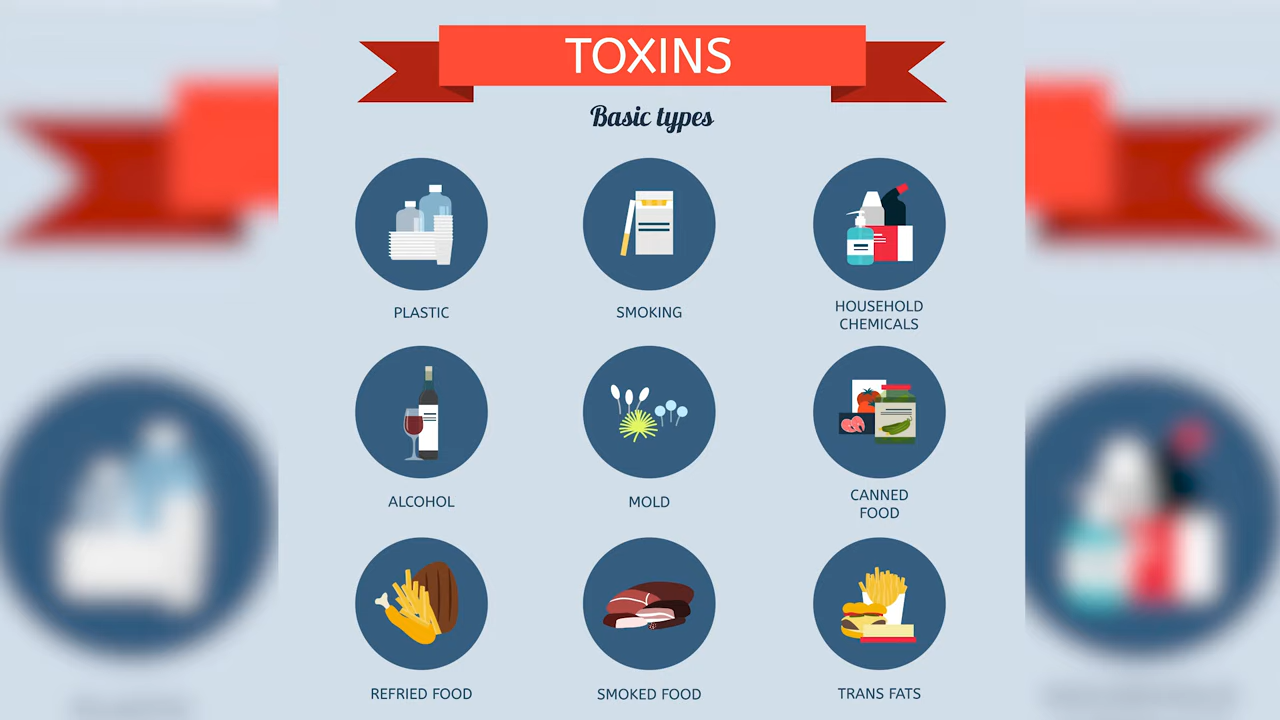 TOXINS
Basic types
PLASTIC
SMOKING
HOUSEHOLD
CHEMICALS
ALCOHOL
MOLD
CANNED
FOOD
REFRIED FOOD
SMOKED FOOD
TRANS FATS